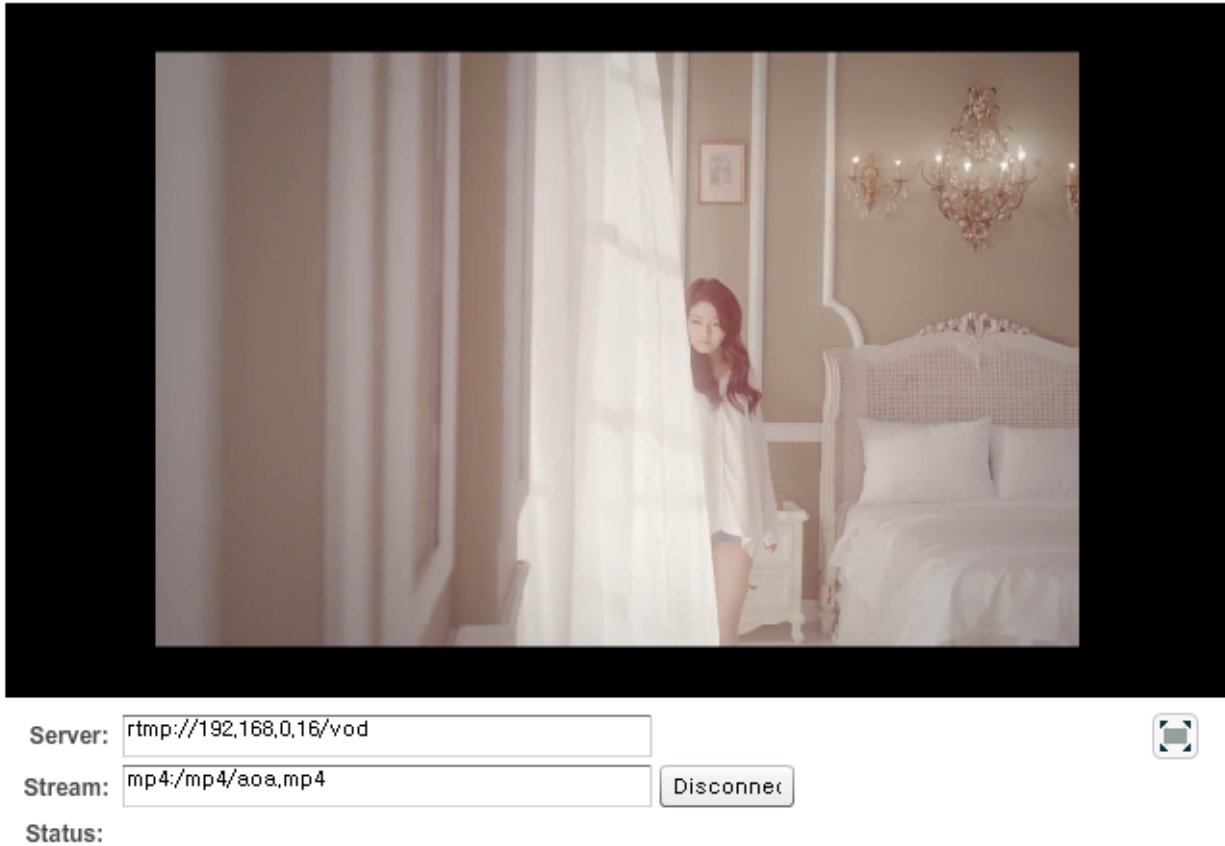 Server: rtmp://192,168,0,16/vod
Stream: mp4:/mp4/aoa,mp4 Disconnec
Status: